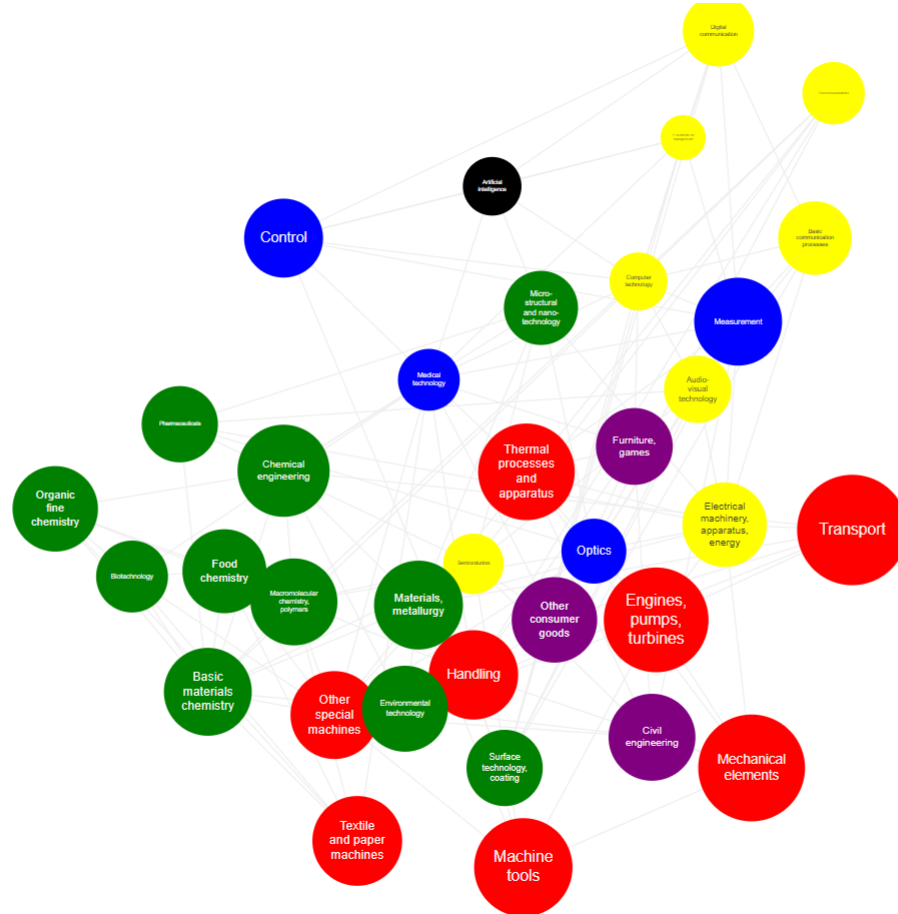 Digital
communication
Artificial
intelligence
Control
Basic
communication
processes
Computer
technology
Micro-
structural
and nano-
technology
Measurement
Medical
technology
Audio-
visual
technology
Pharmaceuticals
Furniture,
games
Thermal
processes
and
apparatus
Chemical
engineering
Organic
fine
chemistry
Electrical
machinery,
apparatus,
energy
Transport
Optics
Semiconductors
Food
chemistry
Biotechnology
Macromolecular
chemistry,
polymers
Materials,
metallurgy
Other
consumer
goods
Engines,
pumps,
turbines
Handling
Basic
materials
chemistry
Other
special
machines
Environmental
technology
Civil
engineering
Surface
technology,
coating
Mechanical
elements
Textile
and paper
machines
Machine
tools